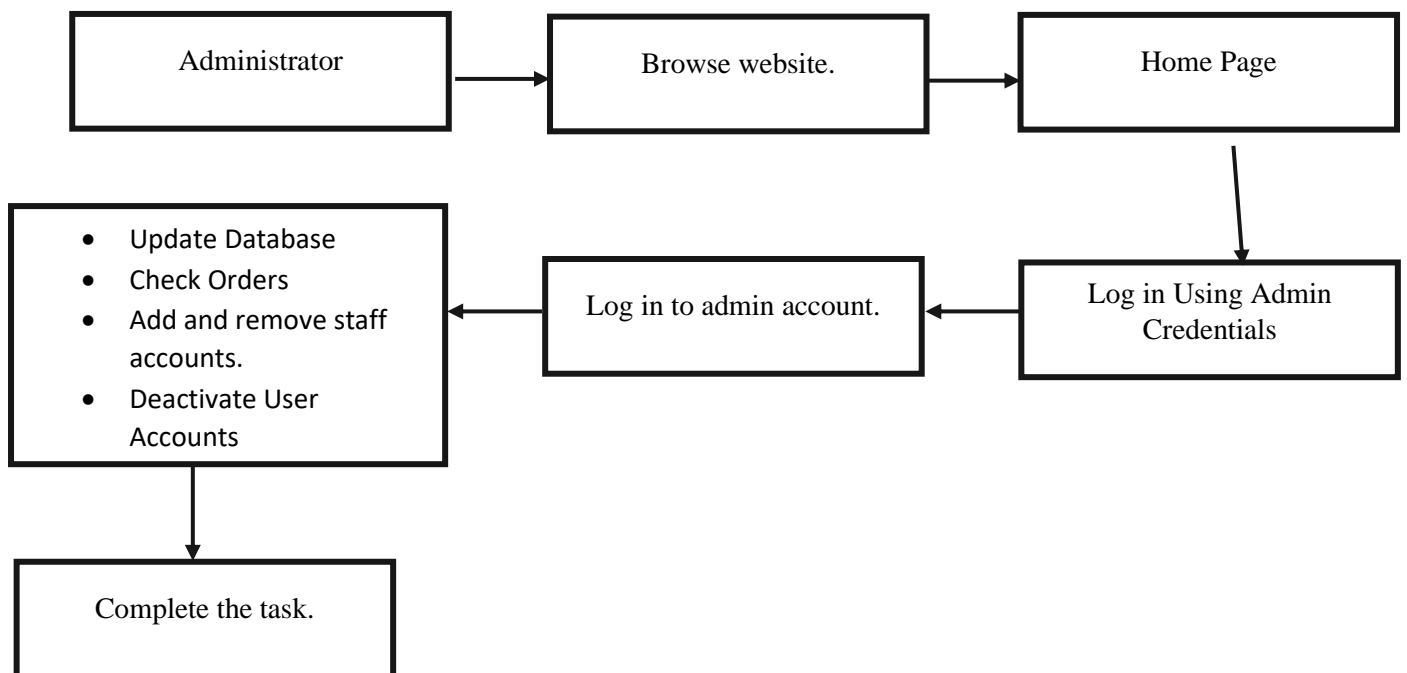 Administrator
Browse website.
Home Page
Log in Using Admin
Credentials
Log in to admin account.
• Update Database
• Check Orders
• Add and remove staff
accounts.
• Deactivate User
Accounts
Complete the task.